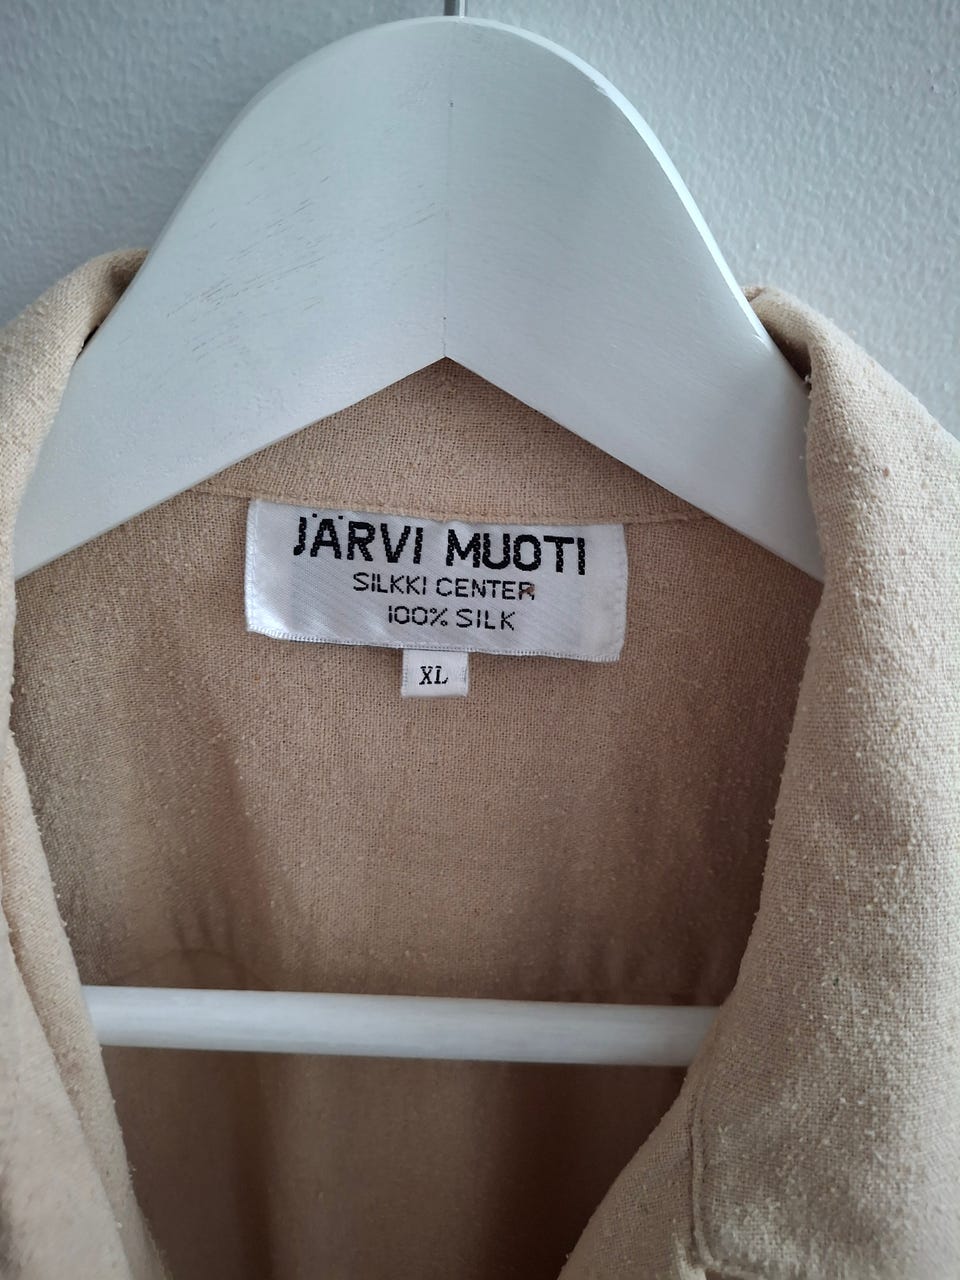 JÄRVI MUOTI
SILKKI CENTER
100% SILK
XL